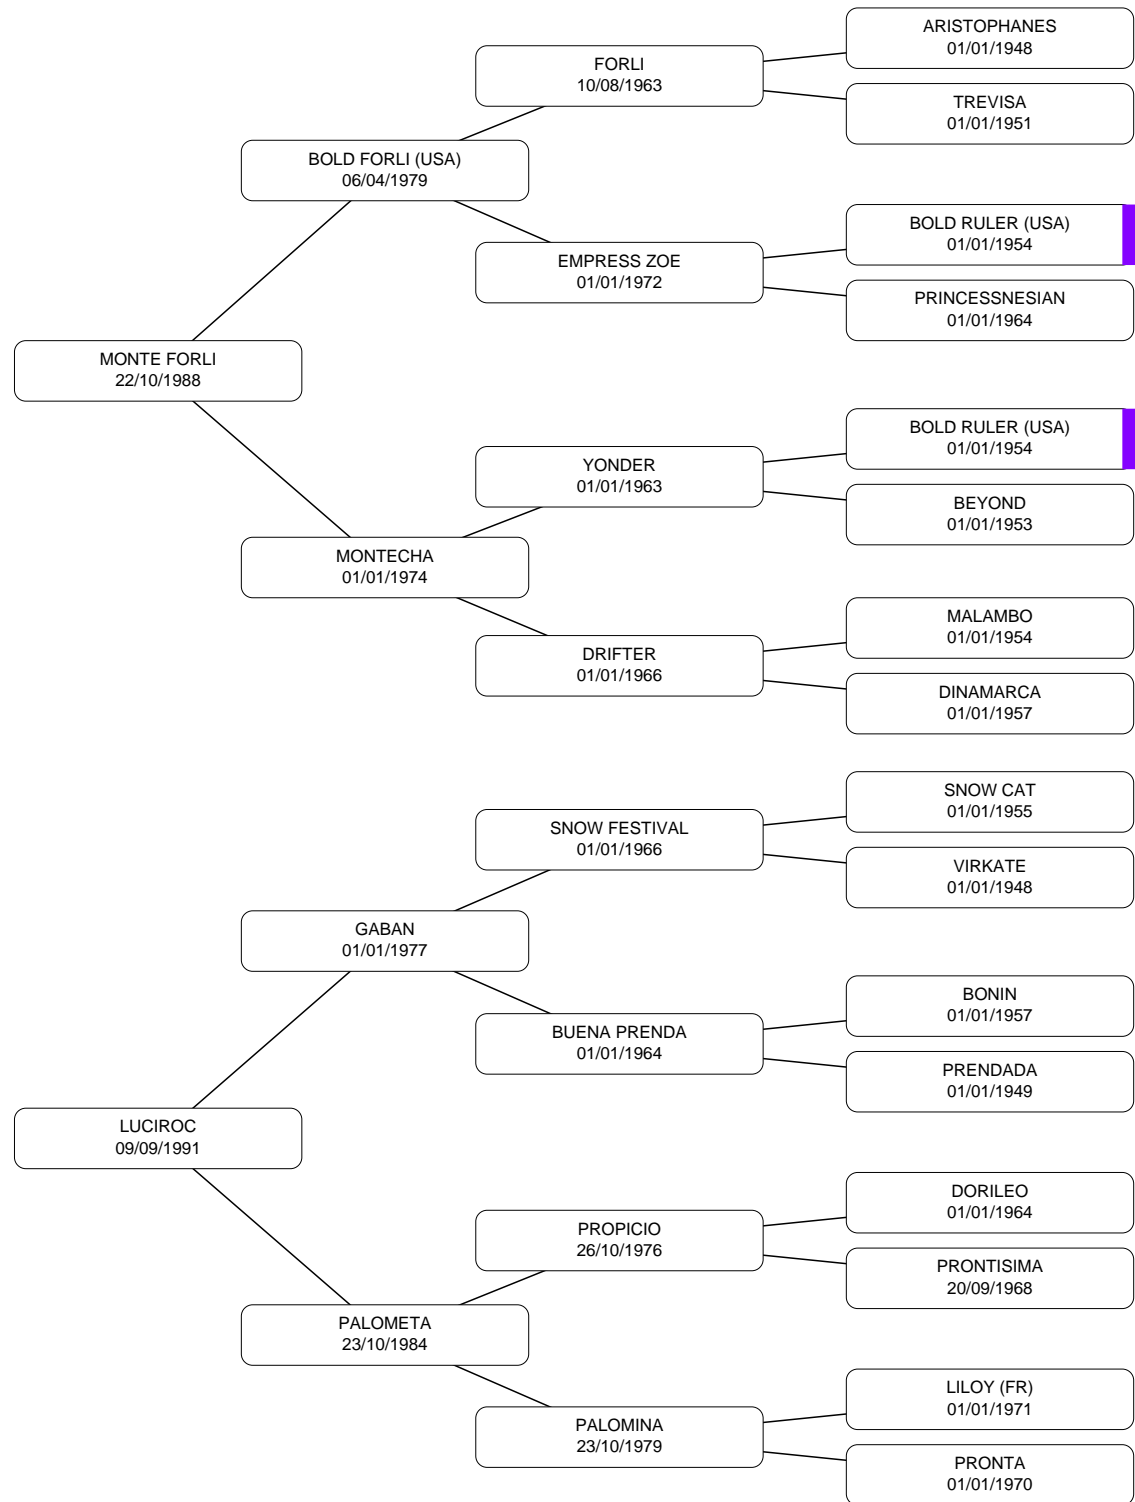 ARISTOPHANES
01/01/1948
FORLI
10/08/1963
TREVISA
01/01/1951
BOLD FORLI (USA)
06/04/1979
BOLD RULER (USA)
01/01/1954
EMPRESS ZOE
01/01/1972
PRINCESSNESIAN
01/01/1964
MONTE FORLI
22/10/1988
BOLD RULER (USA)
01/01/1954
YONDER
01/01/1963
BEYOND
01/01/1953
MONTECHA
01/01/1974
MALAMBO
01/01/1954
DRIFTER
01/01/1966
DINAMARCA
01/01/1957
SNOW CAT
01/01/1955
SNOW FESTIVAL
01/01/1966
VIRKATE
01/01/1948
GABAN
01/01/1977
BONIN
01/01/1957
BUENA PRENDA
01/01/1964
PRENDADA
01/01/1949
LUCIROC
09/09/1991
DORILEO
01/01/1964
PROPICIO
26/10/1976
PRONTISIMA
20/09/1968
PALOMETA
23/10/1984
LILOY (FR)
01/01/1971
PALOMINA
23/10/1979
PRONTA
01/01/1970